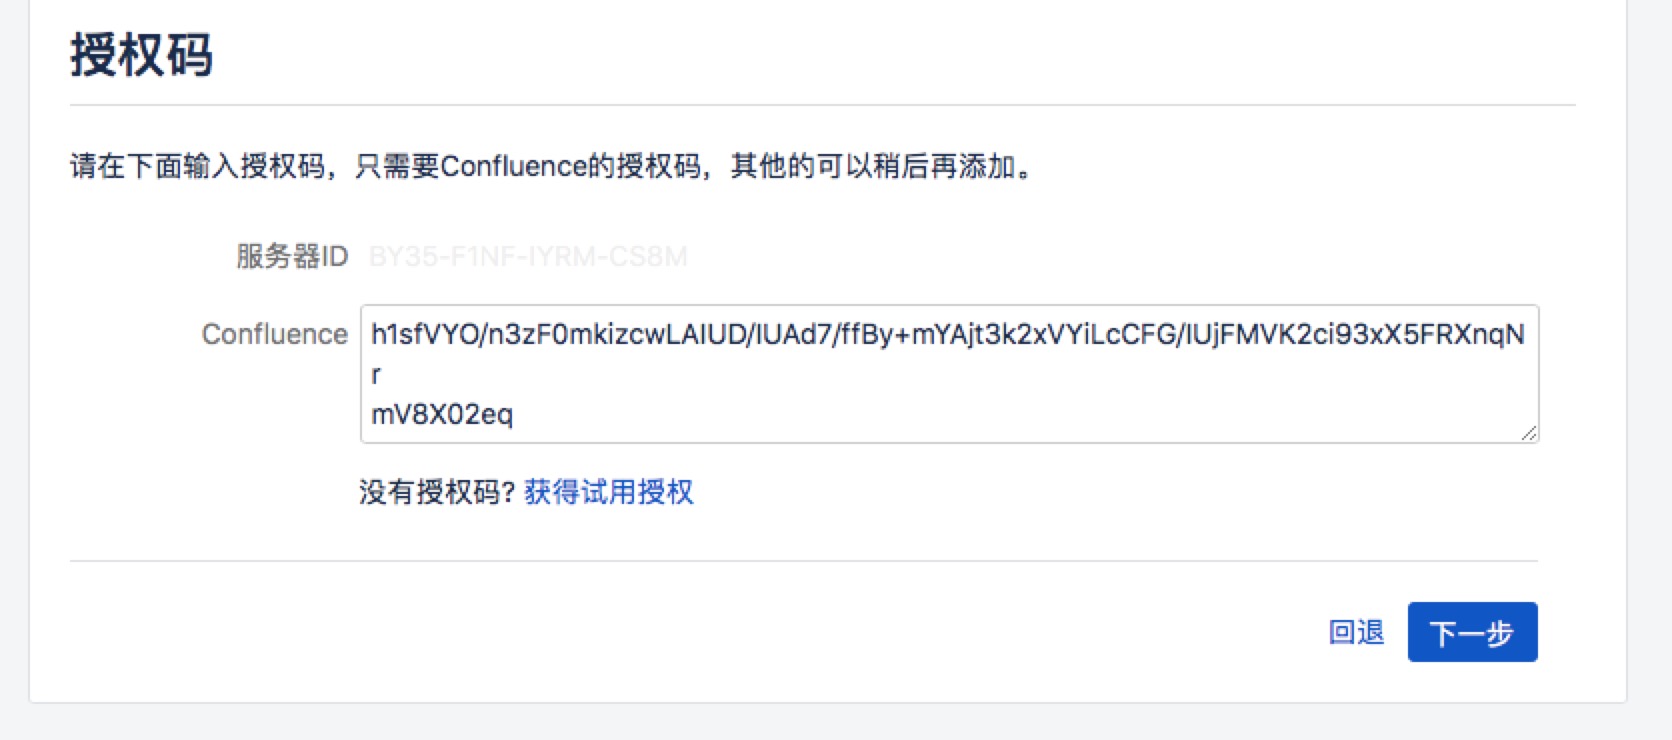 授权码
请在下面输入授权码，只需要Confluence的授权码，其他的可以稍后再添加。
服务器ID BY35-F1NF-IYRM-CS8M
Confluence h1sfVYO/n3zF0mkizcwLAIUD/IUAd7/ffBy+mYAjt3k2xVYiLcCFG/IUjFMVK2ci93xX5FRXnqN
r
mV8X02eq
没有授权码? 获得试用授权
回退 下一步